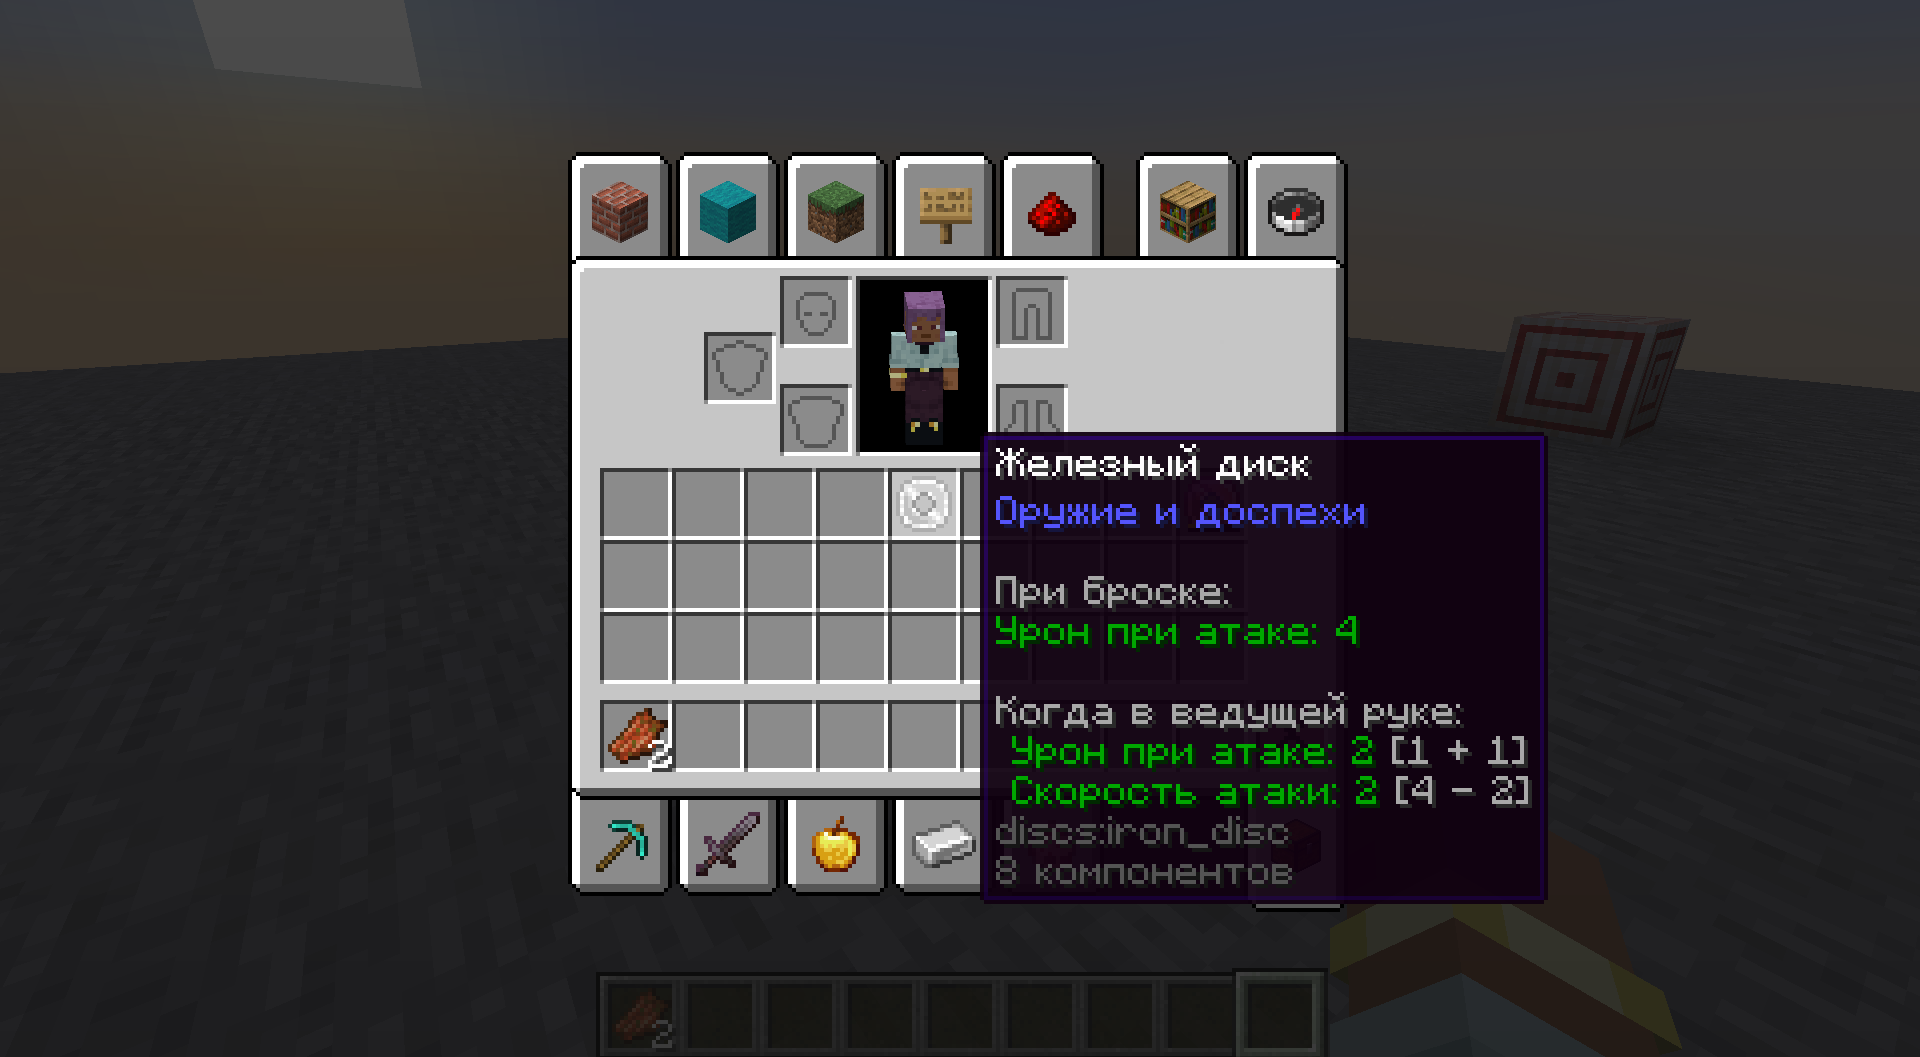 Железный диск
Оружие и доспехи
При броске:
Урон при атаке: 4
Когда в ведущей руке:
Урон при атаке: 2 [1 + 1]
Скорость атаки: 2 [4 - 2]
discs:iron_disc
8 компонентов
2
2